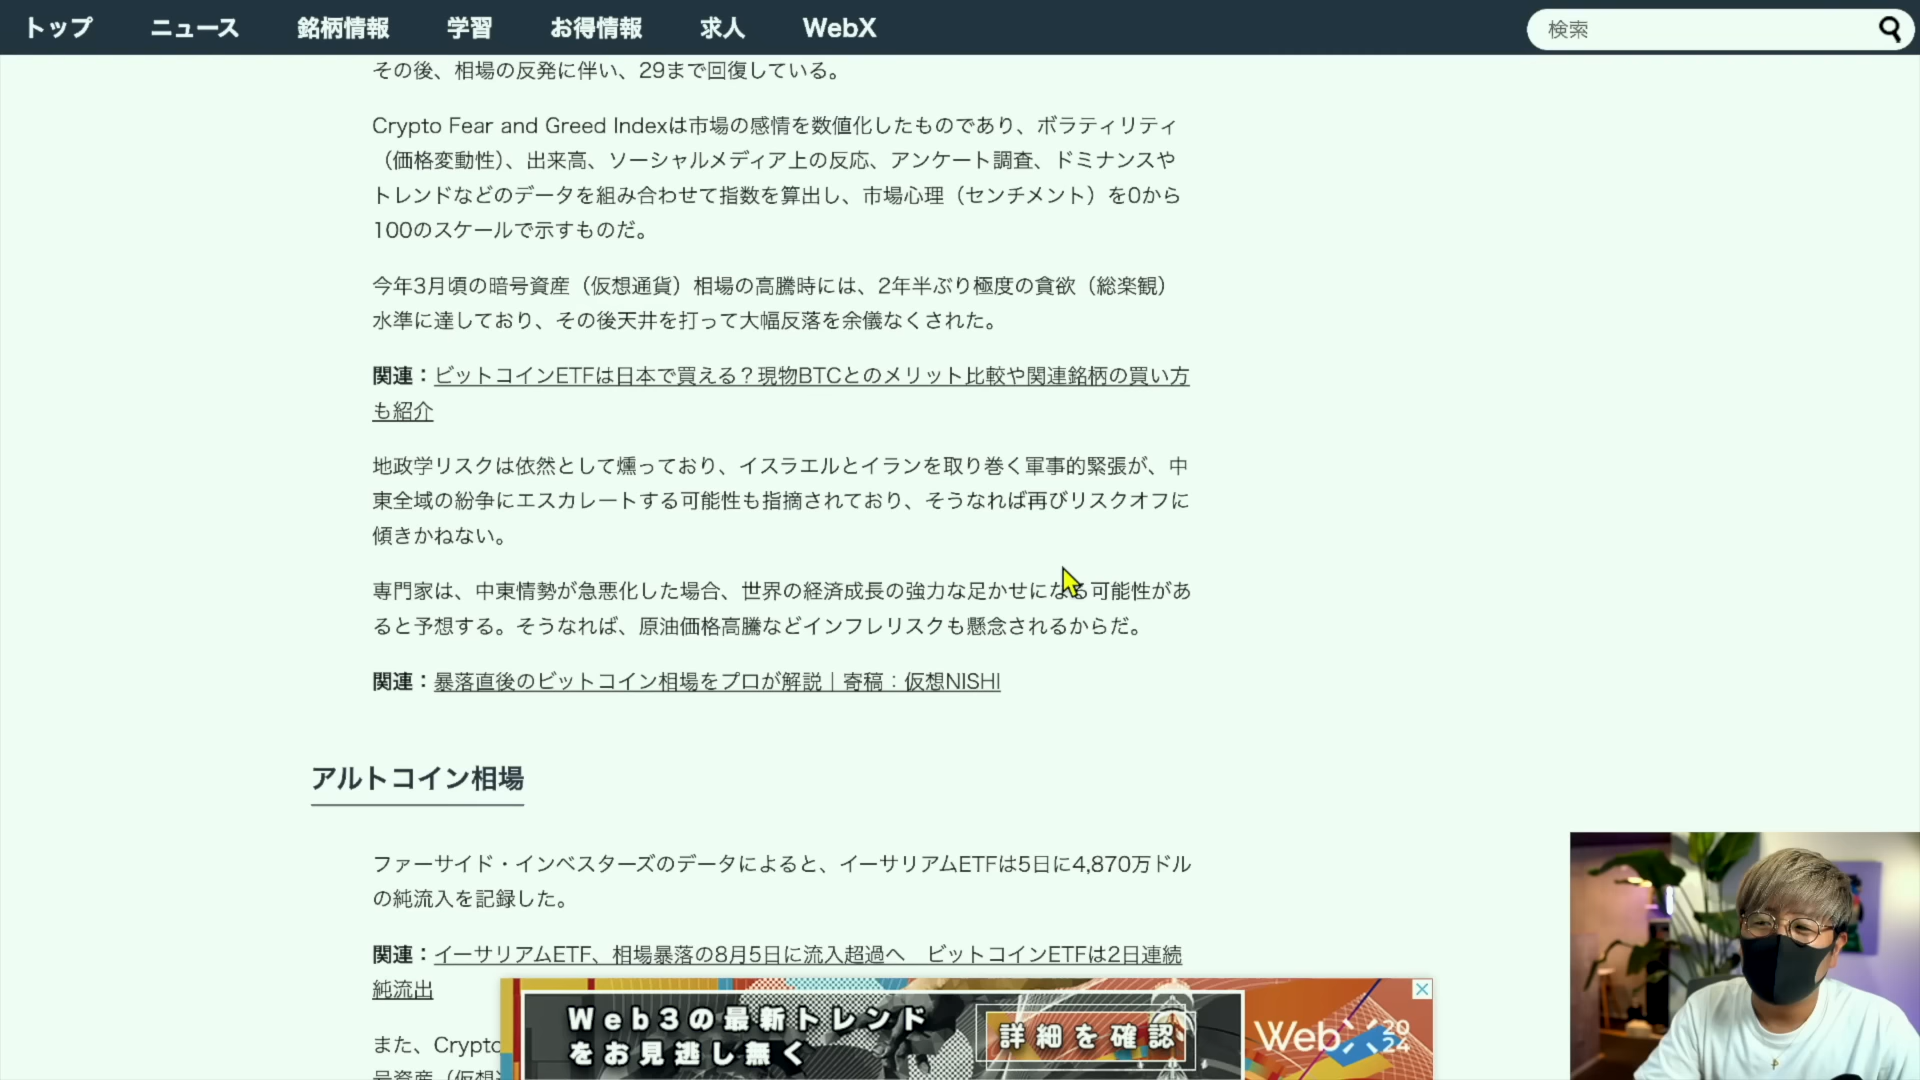 トップ ニュース 銘柄情報 学習 お得情報 求人 WebX 検索
その後、相場の反発に伴い、29まで回復している。
Crypto Fear and Greed Indexは市場の感情を数値化したものであり、ボラティリティ
（価格変動性）、出来高、ソーシャルメディア上の反応、アンケート調査、ドミナンスや
トレンドなどのデータを組み合わせて指数を算出し、市場心理（センチメント）を0から
100のスケールで示すものだ。
今年3月頃の暗号資産（仮想通貨）相場の高騰時には、2年半ぶり極度の貪欲（総楽観）
水準に達しており、その後天井を打って大幅反落を余儀なくされた。
関連：ビットコインETFは日本で買える？現物BTCとのメリット比較や関連銘柄の買い方
も紹介
地政学リスクは依然として燻っており、イスラエルとイランを取り巻く軍事的緊張が、中
東全域の紛争にエスカレートする可能性も指摘されており、そうなれば再びリスクオフに
傾きかねない。
専門家は、中東情勢が急悪化した場合、世界の経済成長の強力な足かせになる可能性があ
ると予想する。そうなれば、原油価格高騰などインフレリスクも懸念されるからだ。
関連：暴落直後のビットコイン相場をプロが解説｜寄稿：仮想NISHI
アルトコイン相場
ファーサイド・インベスターズのデータによると、イーサリアムETFは5日に4,870万ドル
の純流入を記録した。
関連：イーサリアムETF、相場暴落の8月5日に流入超過へ　ビットコインETFは2日連続
純流出
また、Crypto
Web3の最新トレンド
をお見逃し無く
詳細を確認
WebX 2024